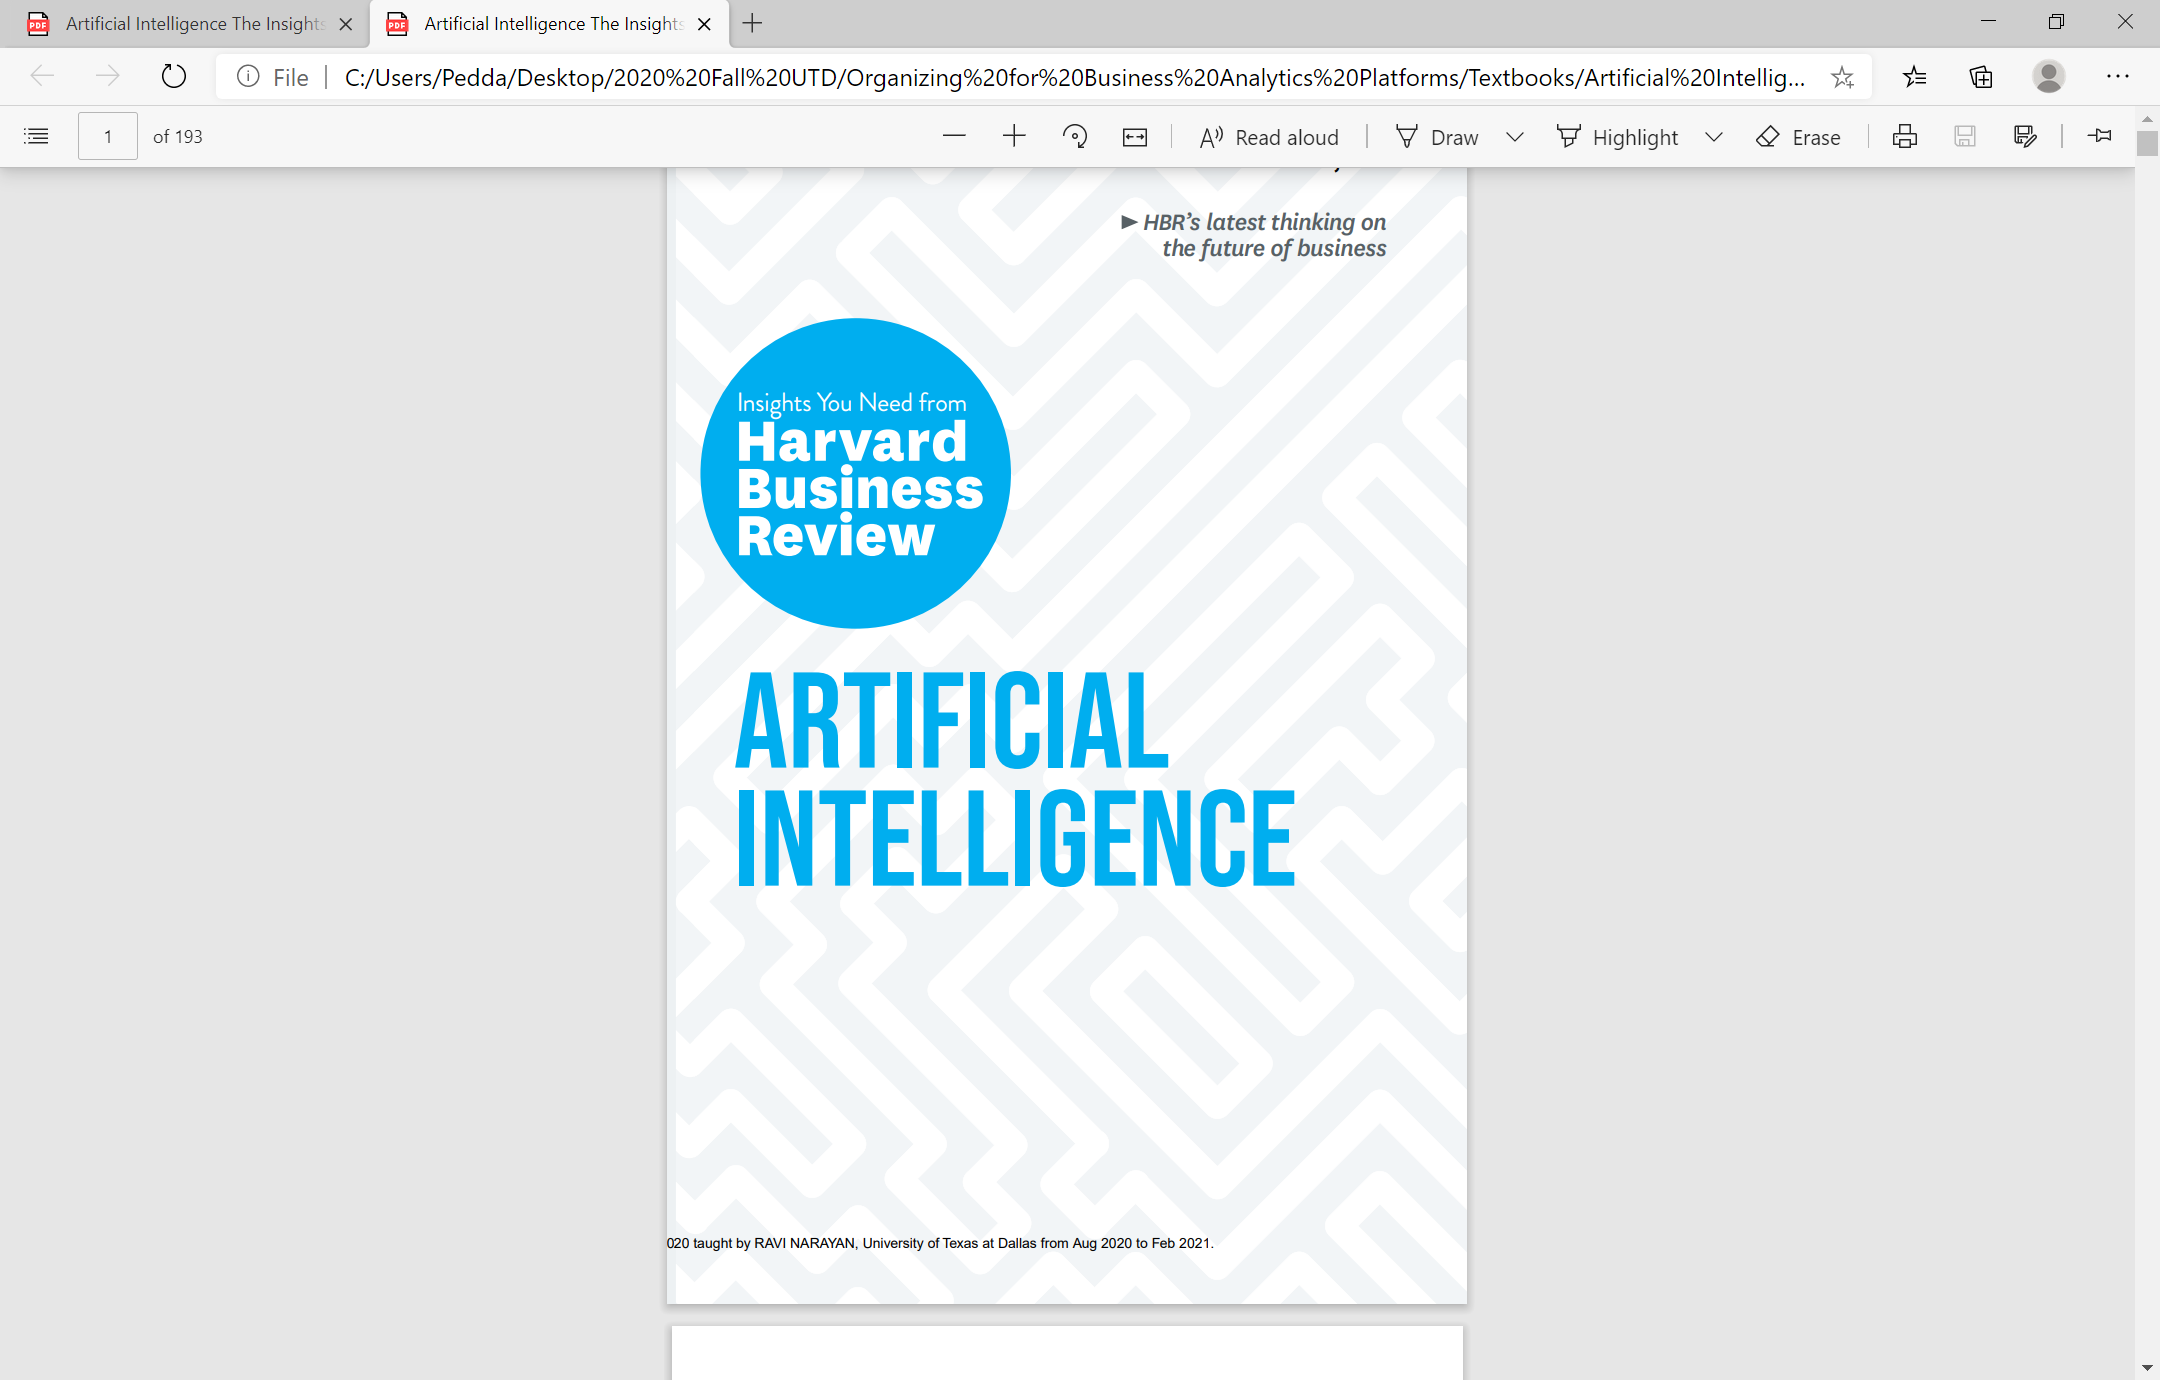 Artificial Intelligence The Insights
Artificial Intelligence The Insights
File
C:/Users/Pedda/Desktop/2020%20Fall%20UTD/Organizing%20for%20Business%20Analytics%20Platforms/Textbooks/Artificial%20Intellig...
1 of 193
Read aloud
Draw
Highlight
Erase
► HBR's latest thinking on
the future of business
Insights You Need from
Harvard
Business
Review
ARTIFICIAL
INTELLIGENCE
020 taught by RAVI NARAYAN, University of Texas at Dallas from Aug 2020 to Feb 2021.